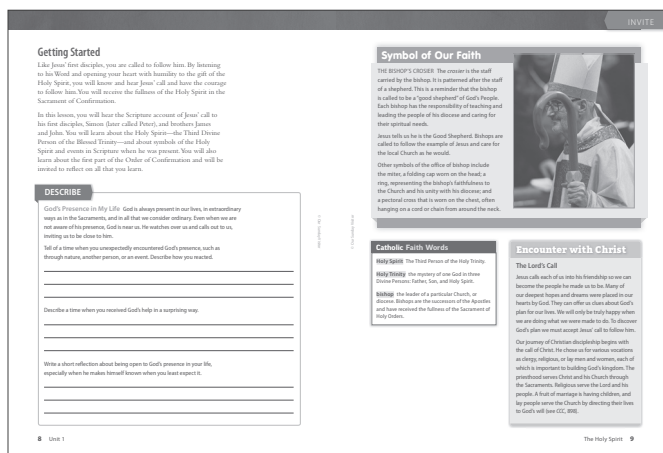 INVITE
Getting Started
Like Jesus' first disciples, you are called to follow him. By listening
to his Word and opening your heart with humility to the gift of the
Holy Spirit, you will know and hear Jesus' call and have the courage
to follow him. You will receive the fullness of the Holy Spirit in the
Sacrament of Confirmation.
In this lesson, you will hear the Scripture account of Jesus' call to
his first disciples, Simon (later called Peter), and brothers James
and John. You will learn about the Holy Spirit—the Third Divine
Person of the Blessed Trinity—and about symbols of the Holy
Spirit and events in Scripture when he was present. You will also
learn about the first part of the Order of Confirmation and will be
invited to reflect on all that you learn.
DESCRIBE
God's Presence in My Life God is always present in our lives, in extraordinary
ways as in the Sacraments, and in all that we consider ordinary. Even when we are
not aware of his presence, God is near us. He watches over us and calls out to us,
inviting us to be close to him.
Tell of a time when you unexpectedly encountered God's presence, such as
through nature, another person, or an event. Describe how you reacted.
Describe a time when you received God's help in a surprising way.
Write a short reflection about being open to God's presence in your life,
especially when he makes himself known when you least expect it.
8 Unit 1
© Our Sunday Visitor
© Our Sunday Visitor
Symbol of Our Faith
THE BISHOP'S CROSIER The crosier is the staff
carried by the bishop. It is patterned after the staff
of a shepherd. This is a reminder that the bishop
is called to be a "good shepherd" of God's People.
Each bishop has the responsibility of teaching and
leading the people of his diocese and caring for
their spiritual needs.
Jesus tells us he is the Good Shepherd. Bishops are
called to follow the example of Jesus and care for
the local Church as he would.
Other symbols of the office of bishop include
the miter, a folding cap worn on the head; a
ring, representing the bishop's faithfulness to
the Church and his unity with his diocese; and
a pectoral cross that is worn on the chest, often
hanging on a cord or chain from around the neck.
Catholic Faith Words
Holy Spirit The Third Person of the Holy Trinity.
Holy Trinity the mystery of one God in three
Divine Persons: Father, Son, and Holy Spirit.
bishop the leader of a particular Church, or
diocese. Bishops are the successors of the Apostles
and have received the fullness of the Sacrament of
Holy Orders.
Encounter with Christ
The Lord's Call
Jesus calls each of us into his friendship so we can
become the people he made us to be. Many of
our deepest hopes and dreams were placed in our
hearts by God. They can offer us clues about God's
plan for our lives. We will only be truly happy when
we are doing what we were made to do. To discover
God's plan we must accept Jesus' call to follow him.
Our journey of Christian discipleship begins with
the call of Christ. He chose us for various vocations
as clergy, religious, or lay men and women, each of
which is important to building God's kingdom. The
priesthood serves Christ and his Church through
the Sacraments. Religious serve the Lord and his
people. A fruit of marriage is having children, and
lay people serve the Church by directing their lives
to God's will (see CCC, 898).
The Holy Spirit 9